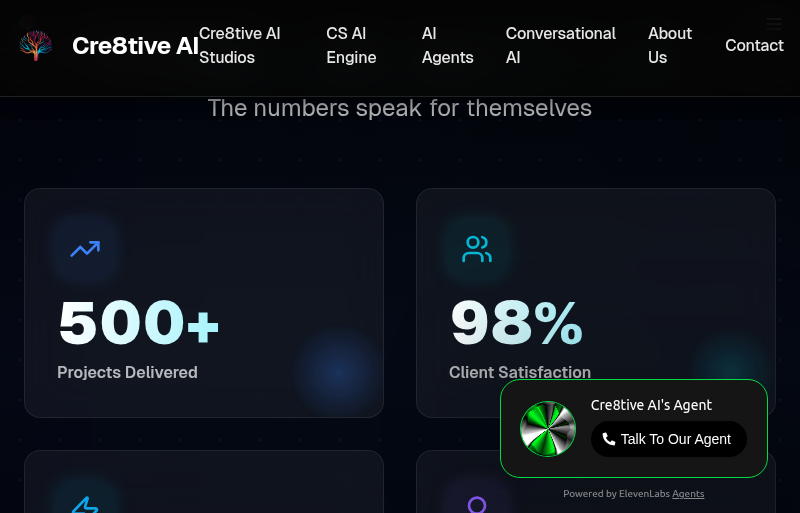 Cre8tive AI
Cre8tive AI
Studios
CS AI
Engine
AI
Agents
Conversational
AI
About
Us
Contact
The numbers speak for themselves
500+
Projects Delivered
98%
Client Satisfaction
Cre8tive AI's Agent
Talk To Our Agent
Powered by ElevenLabs Agents